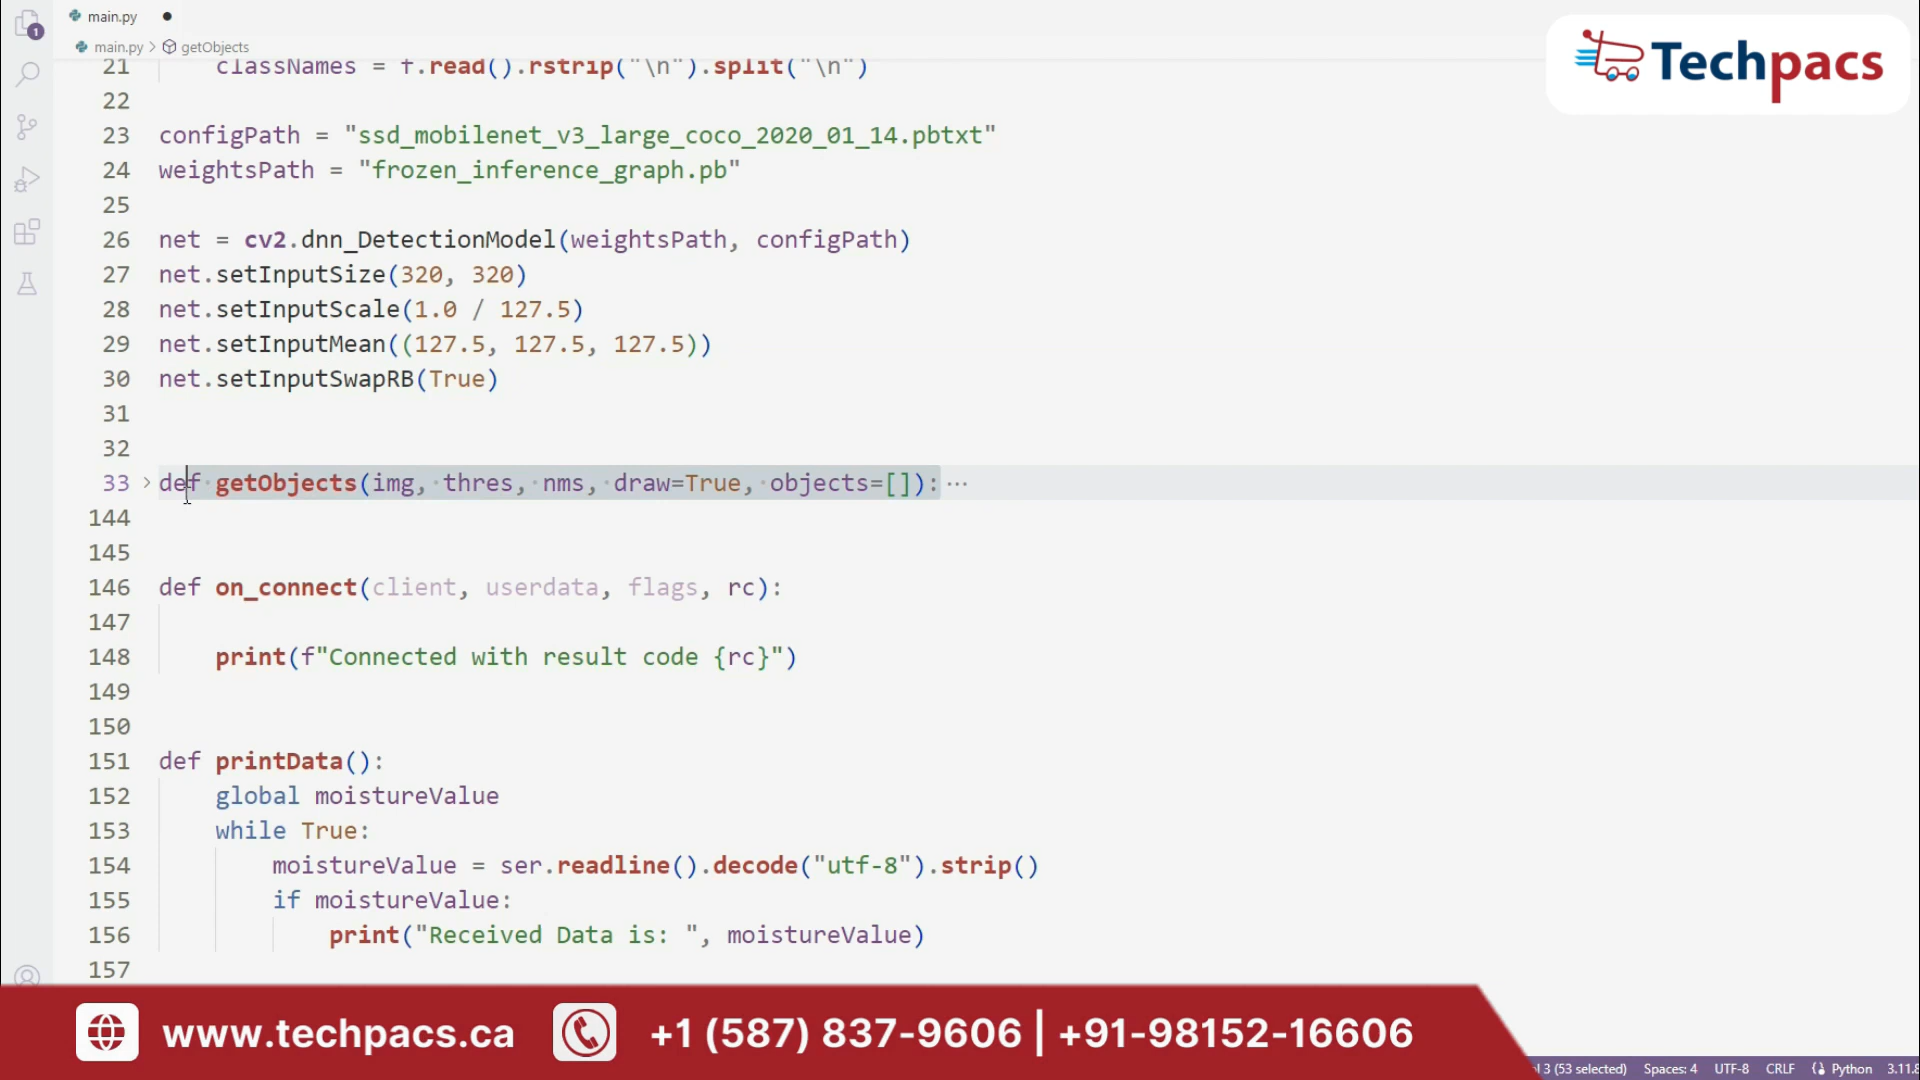 1
main.py
main.py > getObjects
Techpacs
21 classNames = f.read().rstrip("\n").split("\n")
22
23 configPath = "ssd_mobilenet_v3_large_coco_2020_01_14.pbtxt"
24 weightsPath = "frozen_inference_graph.pb"
25
26 net = cv2.dnn_DetectionModel(weightsPath, configPath)
27 net.setInputSize(320, 320)
28 net.setInputScale(1.0 / 127.5)
29 net.setInputMean((127.5, 127.5, 127.5))
30 net.setInputSwapRB(True)
31
32
33 def getObjects(img, thres, nms, draw=True, objects=[]):···
144
145
146 def on_connect(client, userdata, flags, rc):
147
148 print(f"Connected with result code {rc}")
149
150
151 def printData():
152 global moistureValue
153 while True:
154 moistureValue = ser.readline().decode("utf-8").strip()
155 if moistureValue:
156 print("Received Data is: ", moistureValue)
157
www.techpacs.ca +1 (587) 837-9606 | +91-98152-16606
3 (53 selected) Spaces: 4 UTF-8 CRLF Python 3.11.8